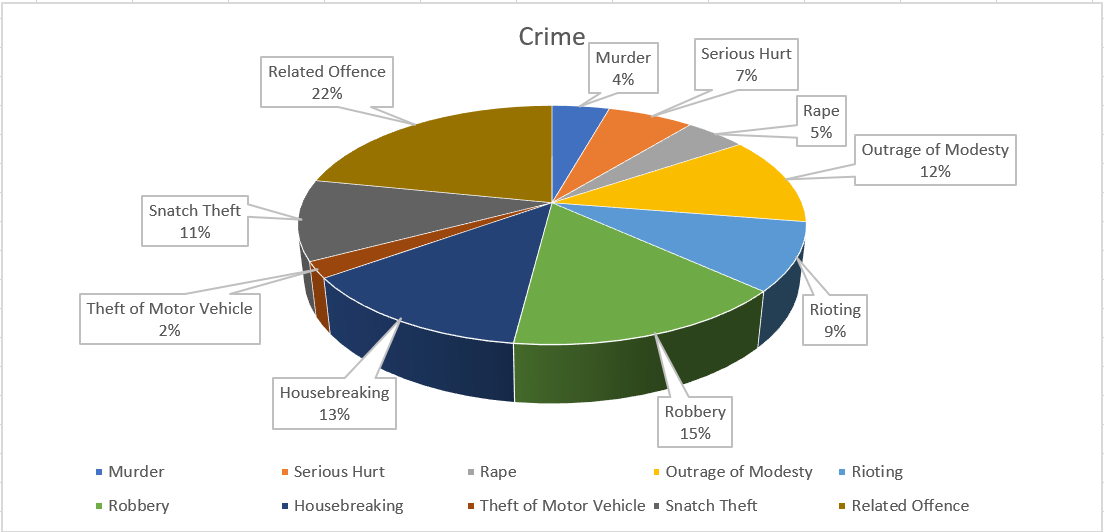 Crime
Murder
4%
Serious Hurt
7%
Rape
5%
Outrage of Modesty
12%
Rioting
9%
Robbery
15%
Housebreaking
13%
Theft of Motor Vehicle
2%
Snatch Theft
11%
Related Offence
22%
Murder Serious Hurt Rape Outrage of Modesty Rioting
Robbery Housebreaking Theft of Motor Vehicle Snatch Theft Related Offence